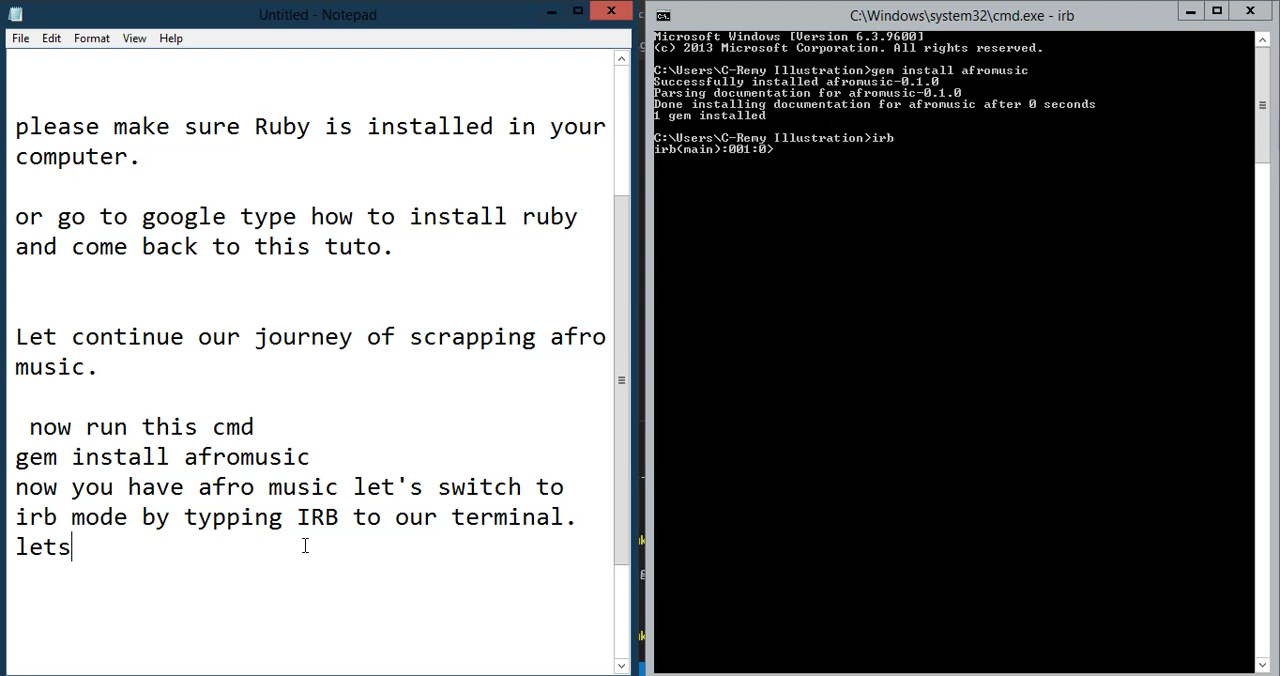 Untitled - Notepad
File Edit Format View Help
please make sure Ruby is installed in your
computer.
or go to google type how to install ruby
and come back to this tuto.
Let continue our journey of scrapping afro
music.
now run this cmd
gem install afromusic
now you have afro music let's switch to
irb mode by typping IRB to our terminal.
lets
C:\Windows\system32\cmd.exe - irb
Microsoft Windows [Version 6.3.9600]
(c) 2013 Microsoft Corporation. All rights reserved.
C:\Users\C-Remy Illustration>gem install afromusic
Successfully installed afromusic-0.1.0
Parsing documentation for afromusic-0.1.0
Done installing documentation for afromusic after 0 seconds
1 gem installed
C:\Users\C-Remy Illustration>irb
irb(main):001:0>